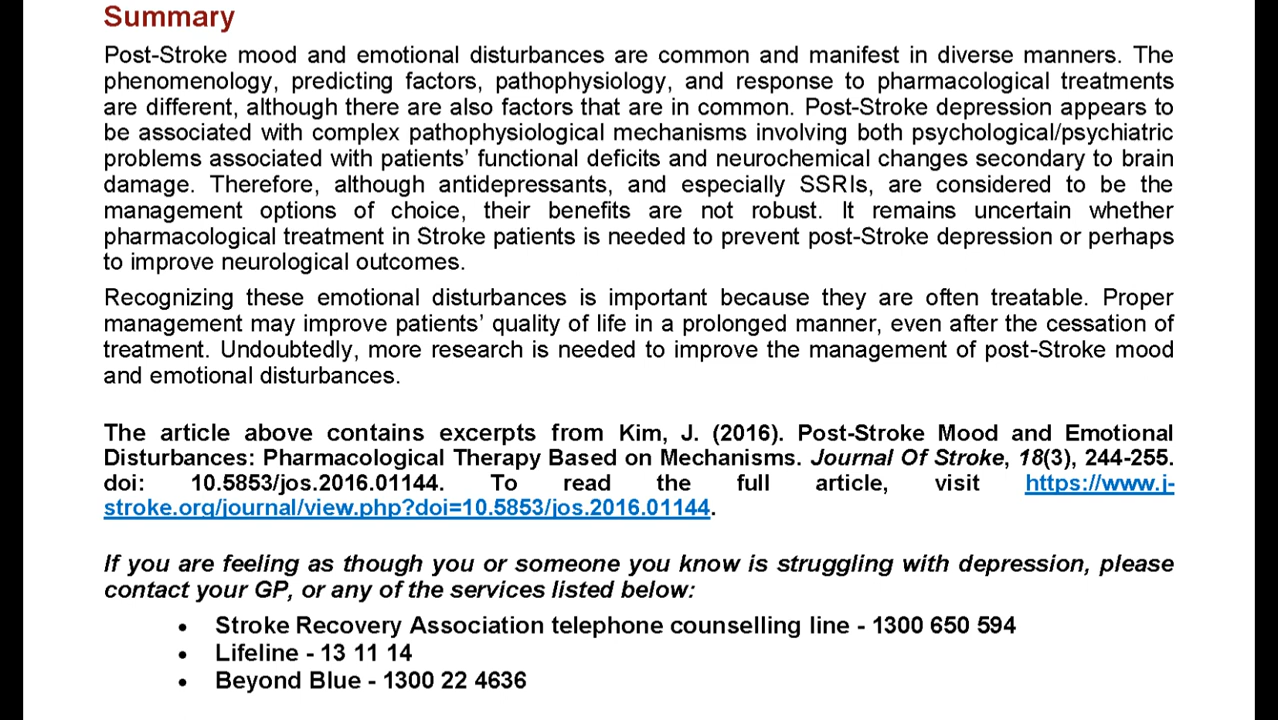 Summary
Post-Stroke mood and emotional disturbances are common and manifest in diverse manners. The
phenomenology, predicting factors, pathophysiology, and response to pharmacological treatments
are different, although there are also factors that are in common. Post-Stroke depression appears to
be associated with complex pathophysiological mechanisms involving both psychological/psychiatric
problems associated with patients’ functional deficits and neurochemical changes secondary to brain
damage. Therefore, although antidepressants, and especially SSRIs, are considered to be the
management options of choice, their benefits are not robust. It remains uncertain whether
pharmacological treatment in Stroke patients is needed to prevent post-Stroke depression or perhaps
to improve neurological outcomes.
Recognizing these emotional disturbances is important because they are often treatable. Proper
management may improve patients’ quality of life in a prolonged manner, even after the cessation of
treatment. Undoubtedly, more research is needed to improve the management of post-Stroke mood
and emotional disturbances.
The article above contains excerpts from Kim, J. (2016). Post-Stroke Mood and Emotional
Disturbances: Pharmacological Therapy Based on Mechanisms. Journal Of Stroke, 18(3), 244-255.
doi: 10.5853/jos.2016.01144. To read the full article, visit https://www.j-
stroke.org/journal/view.php?doi=10.5853/jos.2016.01144.
If you are feeling as though you or someone you know is struggling with depression, please
contact your GP, or any of the services listed below:
• Stroke Recovery Association telephone counselling line - 1300 650 594
• Lifeline - 13 11 14
• Beyond Blue - 1300 22 4636